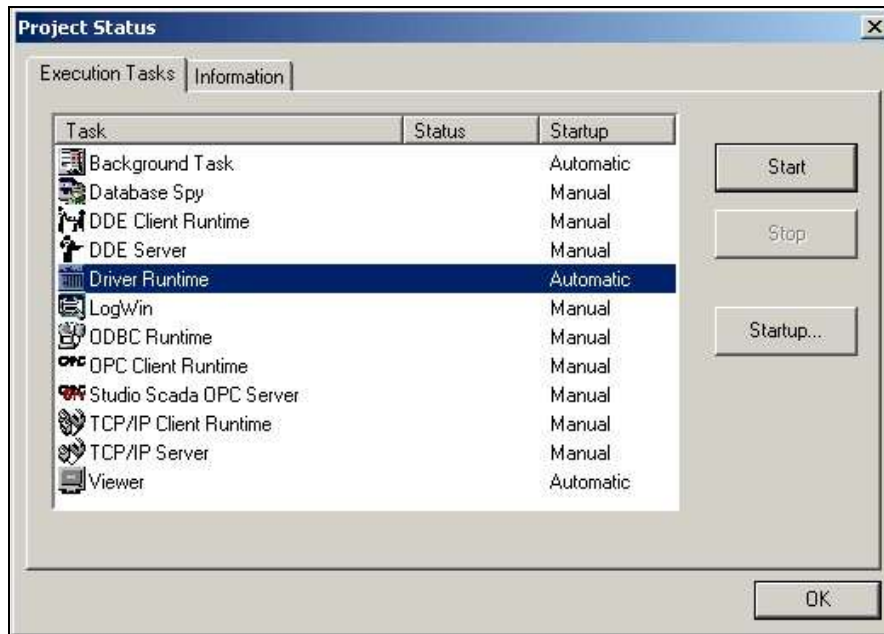 Project Status
Execution Tasks Information
Task Status Startup
Background Task Automatic
Database Spy Manual
DDE Client Runtime Manual
DDE Server Manual
Driver Runtime Automatic
LogWin Manual
ODBC Runtime Manual
OPC Client Runtime Manual
Studio Scada OPC Server Manual
TCP/IP Client Runtime Manual
TCP/IP Server Manual
Viewer Automatic
Start
Stop
Startup...
OK